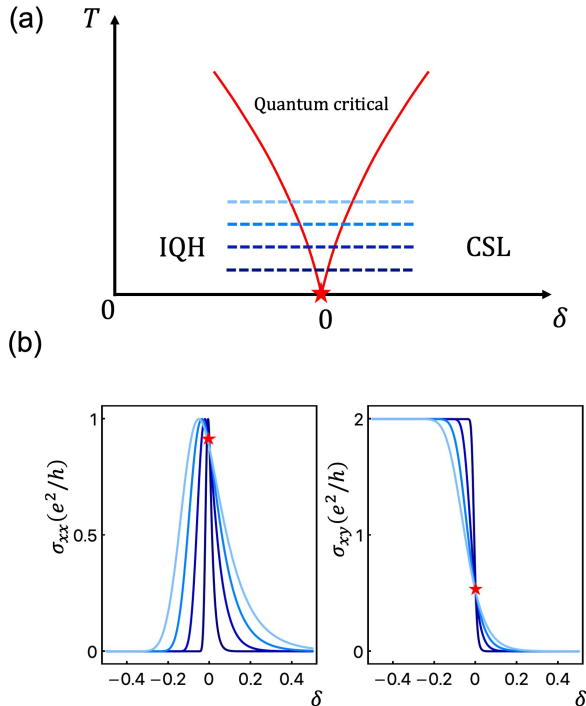 (a)
T
Quantum critical
IQH CSL
0 0 δ
(b)
1 2
σxx(e²/h) σxy(e²/h)
0.5 1
0 0
−0.4 −0.2 0 0.2 0.4 δ −0.4 −0.2 0 0.2 0.4 δ